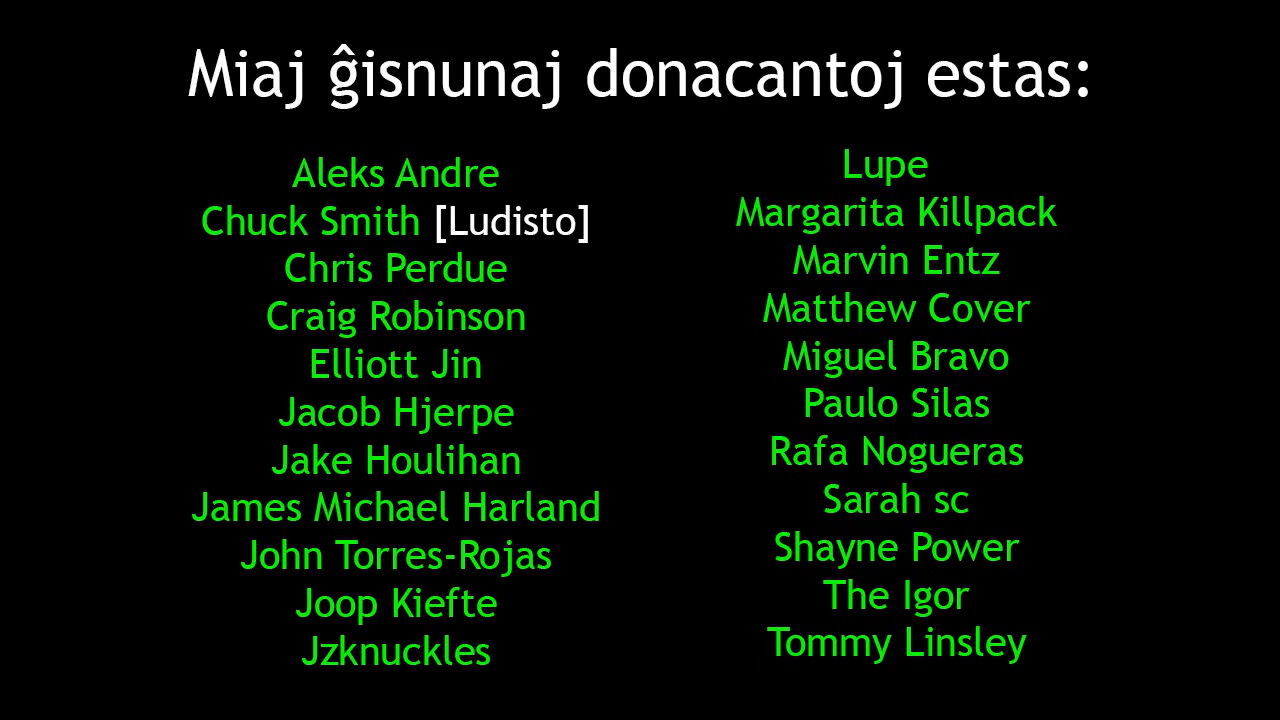 Miaj ĝisnunaj donacantoj estas:
Aleks Andre
Chuck Smith [Ludisto]
Chris Perdue
Craig Robinson
Elliott Jin
Jacob Hjerpe
Jake Houlihan
James Michael Harland
John Torres-Rojas
Joop Kiefte
Jzknuckles
Lupe
Margarita Killpack
Marvin Entz
Matthew Cover
Miguel Bravo
Paulo Silas
Rafa Nogueras
Sarah sc
Shayne Power
The Igor
Tommy Linsley